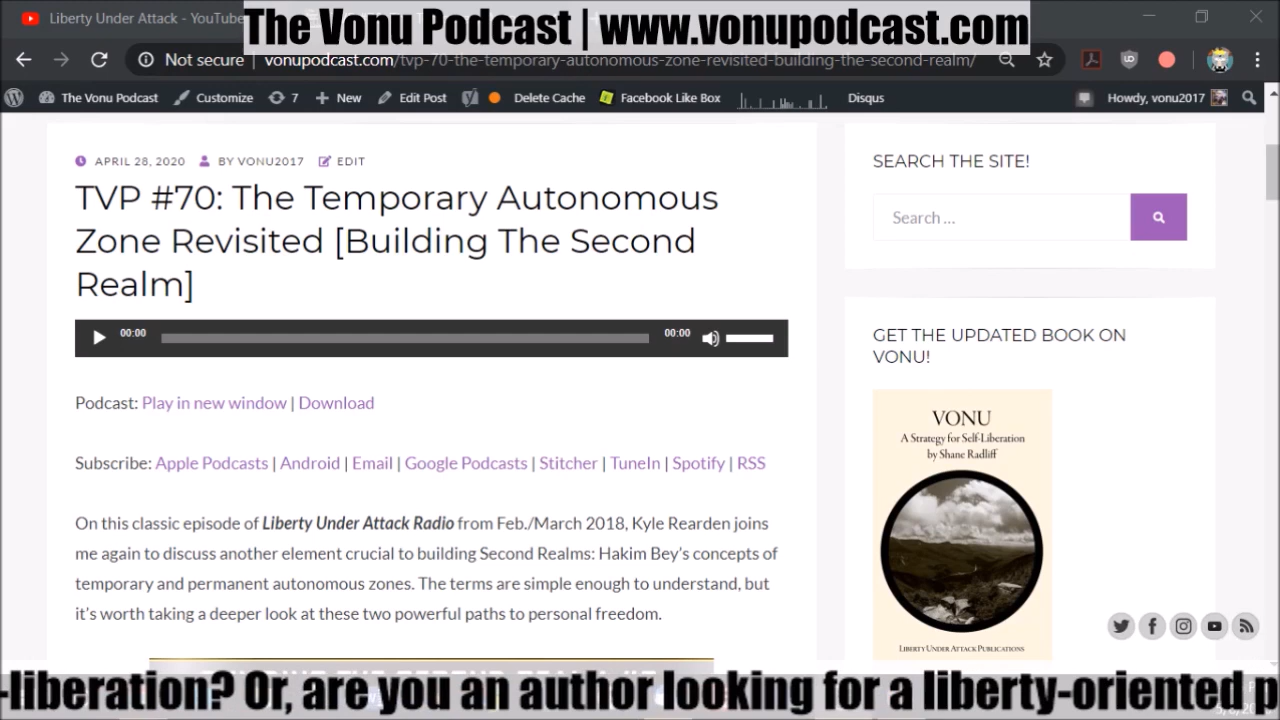 Liberty Under Attack - YouTube
The Vonu Podcast | www.vonupodcast.com
Not secure | vonupodcast.com/tvp-70-the-temporary-autonomous-zone-revisited-building-the-second-realm/
The Vonu Podcast Customize 7 New Edit Post Delete Cache Facebook Like Box Disqus Howdy, vonu2017
APRIL 28, 2020 BY VONU2017 EDIT
TVP #70: The Temporary Autonomous
Zone Revisited [Building The Second
Realm]
00:00 00:00
Podcast: Play in new window | Download
Subscribe: Apple Podcasts | Android | Email | Google Podcasts | Stitcher | TuneIn | Spotify | RSS
On this classic episode of Liberty Under Attack Radio from Feb./March 2018, Kyle Rearden joins
me again to discuss another element crucial to building Second Realms: Hakim Bey's concepts of
temporary and permanent autonomous zones. The terms are simple enough to understand, but
it's worth taking a deeper look at these two powerful paths to personal freedom.
SEARCH THE SITE!
Search ...
GET THE UPDATED BOOK ON
VONU!
VONU
A Strategy for Self-Liberation
by Shane Radliff
LIBERTY UNDER ATTACK PUBLICATIONS
-liberation? Or, are you an author looking for a liberty-oriented p